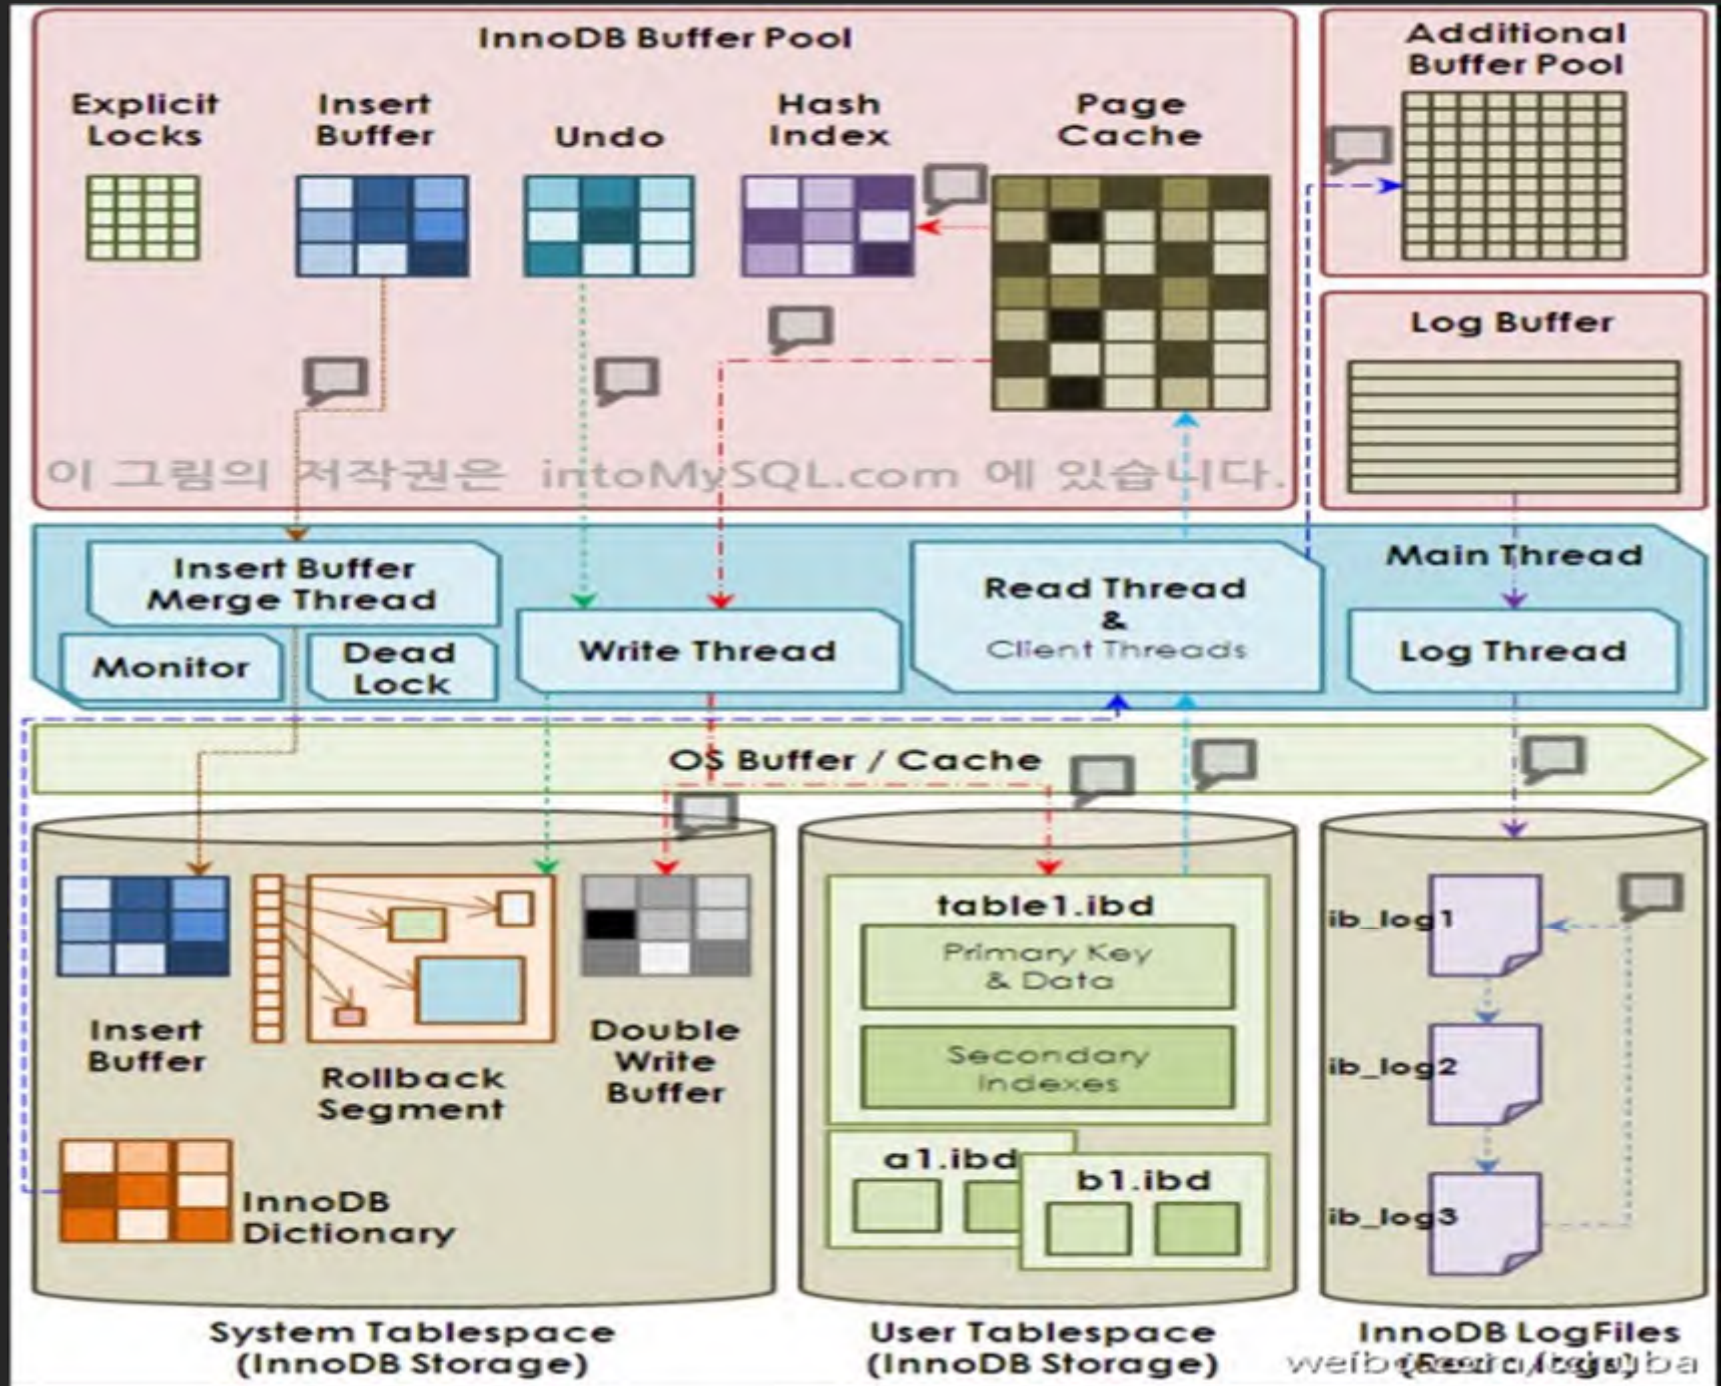 InnoDB Buffer Pool
Explicit
Locks
Insert
Buffer
Undo
Hash
Index
Page
Cache
이 그림의 저작권은 intoMySQL.com 에 있습니다.
Additional
Buffer Pool
Log Buffer
Insert Buffer
Merge Thread
Monitor
Dead
Lock
Write Thread
Read Thread
&
Client Threads
Main Thread
Log Thread
OS Buffer / Cache
Insert
Buffer
Rollback
Segment
Double
Write
Buffer
InnoDB
Dictionary
System Tablespace
(InnoDB Storage)
table1.ibd
Primary Key
& Data
Secondary
Indexes
a1.ibd
b1.ibd
User Tablespace
(InnoDB Storage)
ib_log1
ib_log2
ib_log3
InnoDB LogFiles
(Redo logs)